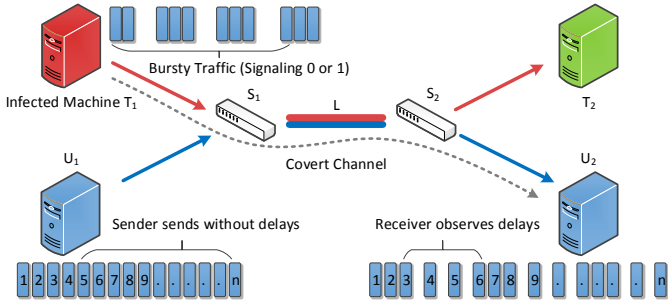 Bursty Traffic (Signaling 0 or 1)
Infected Machine T1
S1
L
S2
T2
Covert Channel
U1
U2
Sender sends without delays
Receiver observes delays
1 2 3 4 5 6 7 8 9 . . . . . . n
1 2 3 4 5 6 7 8 9 . . . . . . n